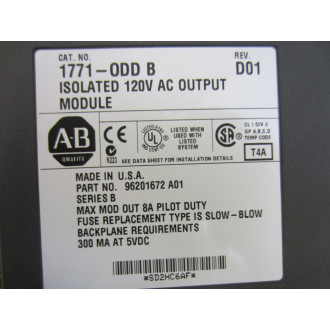 CAT. NO.
REV.
1771-ODD B
D01
ISOLATED 120V AC OUTPUT
MODULE
A-B
QUALITY
UL
LISTED
LISTED WHEN
USED WITH
LISTED
SYSTEM
SA
CL I DIV 2
GP A,B,C,D
TEMP CODE
T4A
SEE DATA SHEET FOR INSTALLATION DETAILS
MADE IN U.S.A.
PART NO. 96201672 A01
SERIES B
MAX MOD OUT 8A PILOT DUTY
FUSE REPLACEMENT TYPE IS SLOW-BLOW
BACKPLANE REQUIREMENTS
300 MA AT 5VDC
*SD2HC6AF*